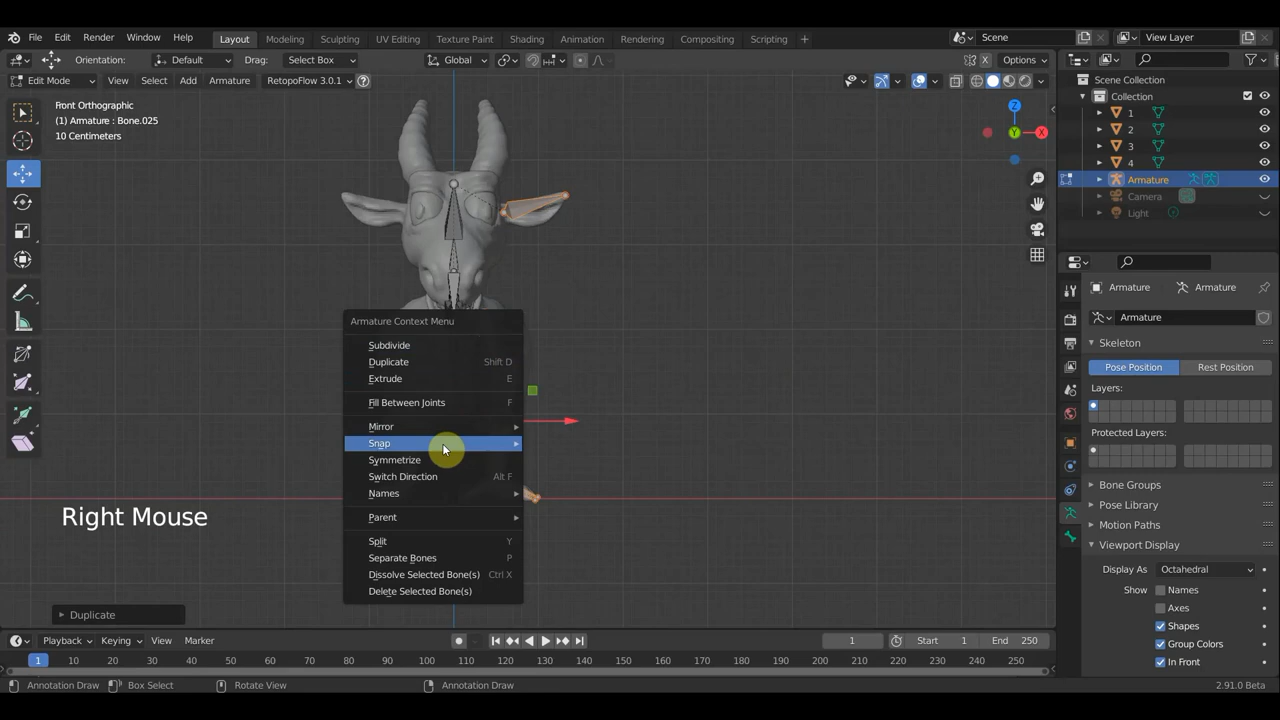 File Edit Render Window Help Layout Modeling Sculpting UV Editing Texture Paint Shading Animation Rendering Compositing Scripting Scene View Layer
Orientation: Default Drag: Select Box Global X Options
Edit Mode View Select Add Armature RetopoFlow 3.0.1
Front Orthographic
(1) Armature : Bone.025
10 Centimeters
Z
Y
X
Scene Collection
Collection
1
2
3
4
Armature
Camera
Light
Armature Armature
Armature
Skeleton
Pose Position Rest Position
Layers:
Protected Layers:
Bone Groups
Pose Library
Motion Paths
Viewport Display
Display As Octahedral
Show Names
Axes
Shapes
Group Colors
In Front
Armature Context Menu
Subdivide
Duplicate Shift D
Extrude E
Fill Between Joints F
Mirror
Snap
Symmetrize
Switch Direction Alt F
Names
Parent
Split Y
Separate Bones P
Dissolve Selected Bone(s) Ctrl X
Delete Selected Bone(s)
Right Mouse
Duplicate
Playback Keying View Marker 1 Start 1 End 250
1 10 20 30 40 50 60 70 80 90 100 110 120 130 140 150 160 170 180 190 200 210 220 230 240 250
Annotation Draw Box Select Rotate View Annotation Draw 2.91.0 Beta